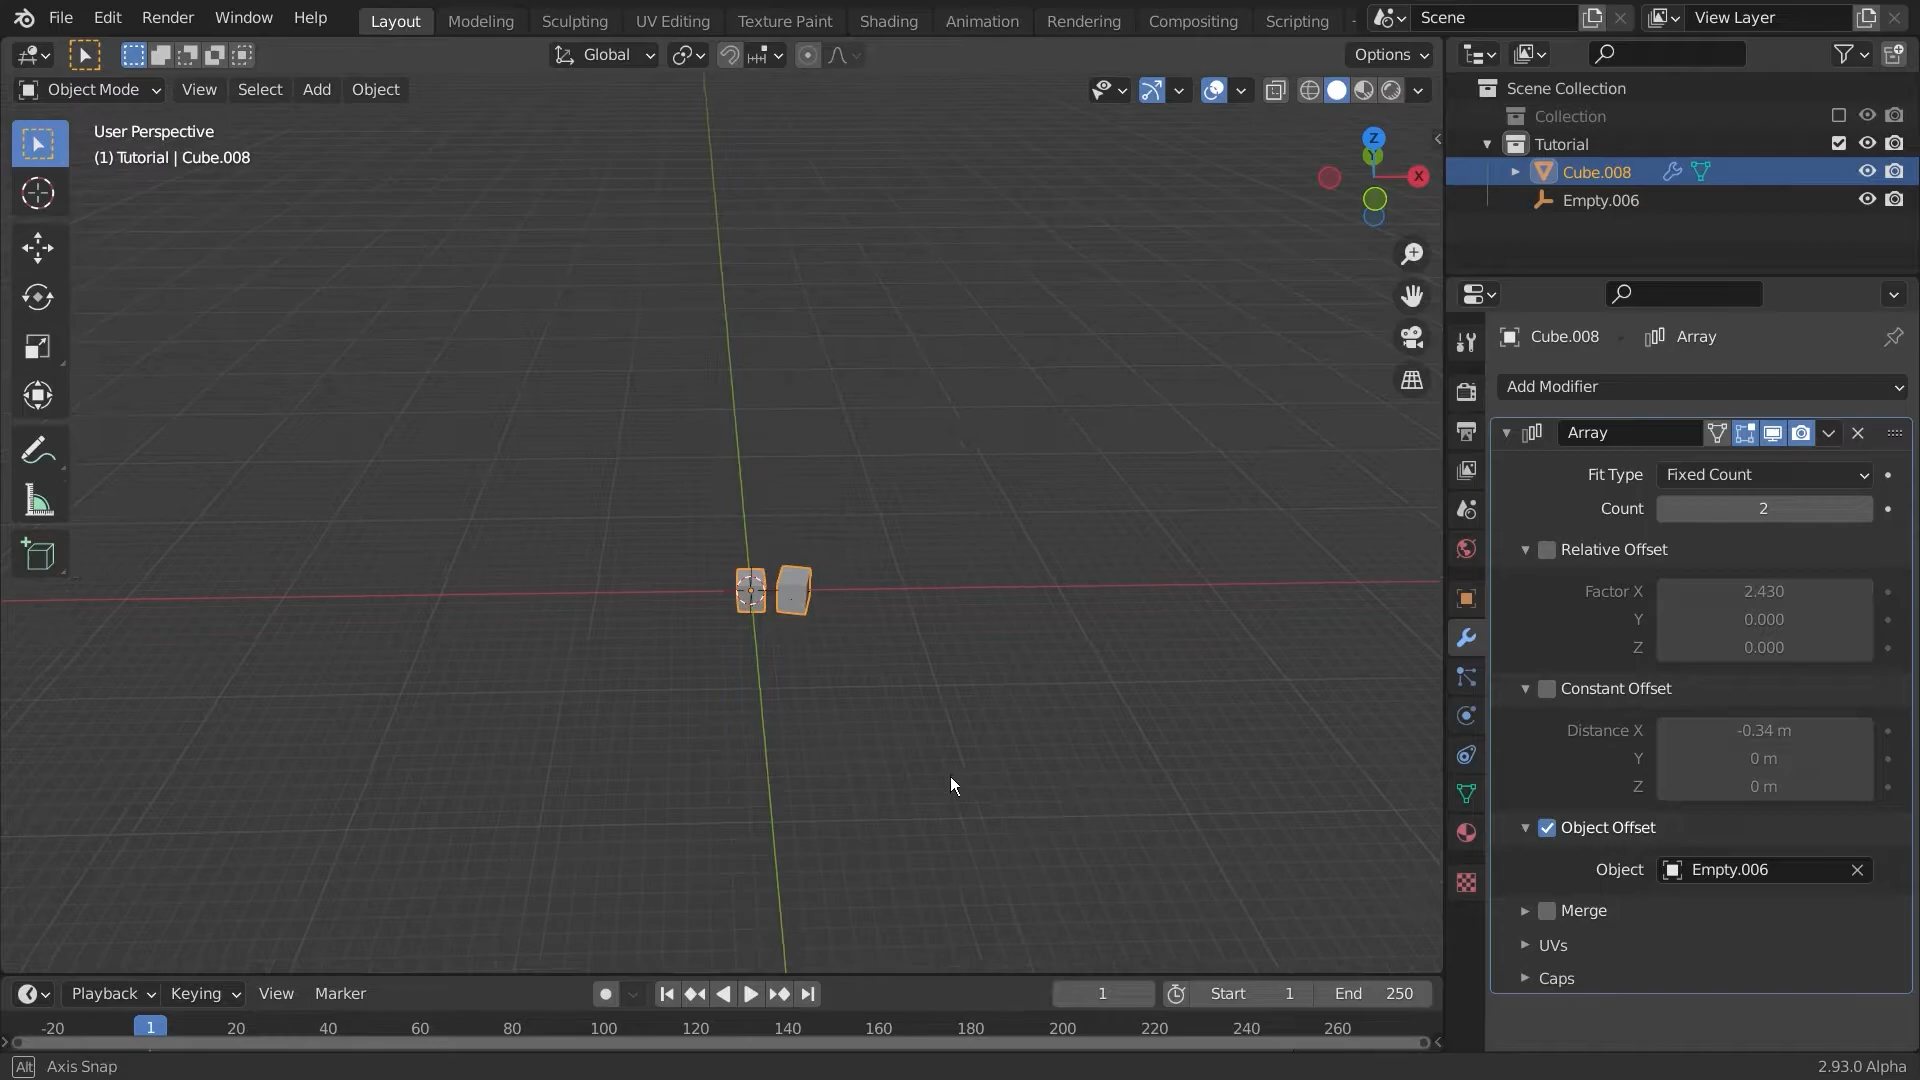 File Edit Render Window Help Layout Modeling Sculpting UV Editing Texture Paint Shading Animation Rendering Compositing Scripting Scene View Layer
Global Options
Object Mode View Select Add Object
User Perspective
(1) Tutorial | Cube.008
Z
Y
X
Scene Collection
Collection
Tutorial
Cube.008
Empty.006
Cube.008 Array
Add Modifier
Array
Fit Type Fixed Count
Count 2
Relative Offset
Factor X 2.430
Y 0.000
Z 0.000
Constant Offset
Distance X -0.34 m
Y 0 m
Z 0 m
Object Offset
Object Empty.006
Merge
UVs
Caps
Playback Keying View Marker 1 Start 1 End 250
-20 1 20 40 60 80 100 120 140 160 180 200 220 240 260
Alt Axis Snap 2.93.0 Alpha